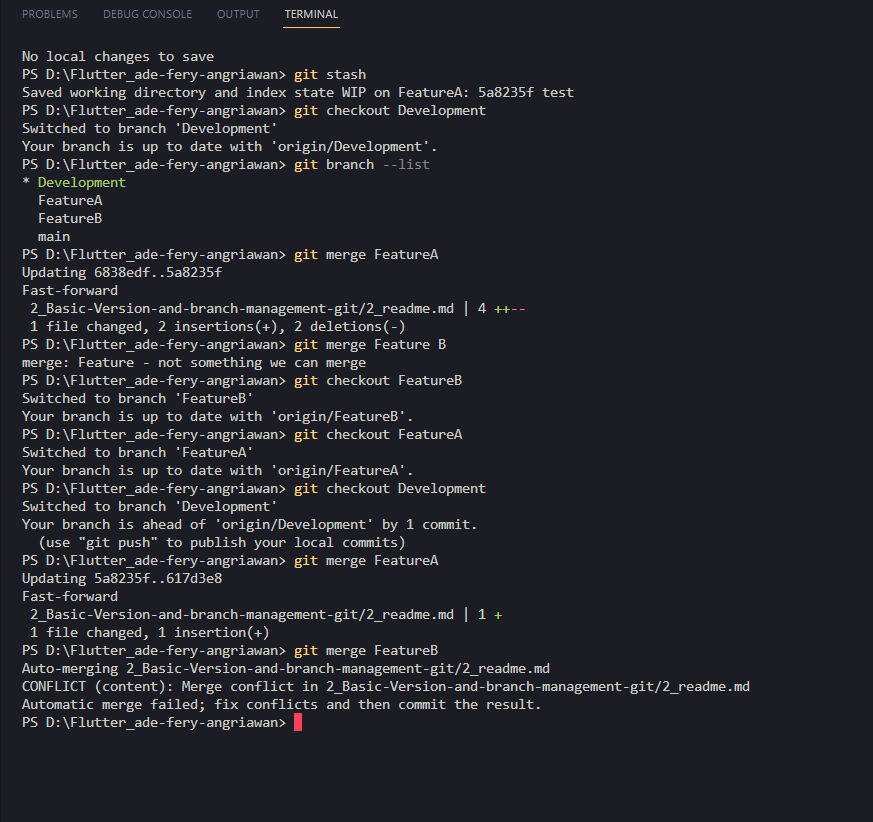 PROBLEMS DEBUG CONSOLE OUTPUT TERMINAL
No local changes to save
PS D:\Flutter_ade-fery-angriawan> git stash
Saved working directory and index state WIP on FeatureA: 5a8235f test
PS D:\Flutter_ade-fery-angriawan> git checkout Development
Switched to branch 'Development'
Your branch is up to date with 'origin/Development'.
PS D:\Flutter_ade-fery-angriawan> git branch --list
* Development
  FeatureA
  FeatureB
  main
PS D:\Flutter_ade-fery-angriawan> git merge FeatureA
Updating 6838edf..5a8235f
Fast-forward
 2_Basic-Version-and-branch-management-git/2_readme.md | 4 ++--
 1 file changed, 2 insertions(+), 2 deletions(-)
PS D:\Flutter_ade-fery-angriawan> git merge Feature B
merge: Feature - not something we can merge
PS D:\Flutter_ade-fery-angriawan> git checkout FeatureB
Switched to branch 'FeatureB'
Your branch is up to date with 'origin/FeatureB'.
PS D:\Flutter_ade-fery-angriawan> git checkout FeatureA
Switched to branch 'FeatureA'
Your branch is up to date with 'origin/FeatureA'.
PS D:\Flutter_ade-fery-angriawan> git checkout Development
Switched to branch 'Development'
Your branch is ahead of 'origin/Development' by 1 commit.
  (use "git push" to publish your local commits)
PS D:\Flutter_ade-fery-angriawan> git merge FeatureA
Updating 5a8235f..617d3e8
Fast-forward
 2_Basic-Version-and-branch-management-git/2_readme.md | 1 +
 1 file changed, 1 insertion(+)
PS D:\Flutter_ade-fery-angriawan> git merge FeatureB
Auto-merging 2_Basic-Version-and-branch-management-git/2_readme.md
CONFLICT (content): Merge conflict in 2_Basic-Version-and-branch-management-git/2_readme.md
Automatic merge failed; fix conflicts and then commit the result.
PS D:\Flutter_ade-fery-angriawan>